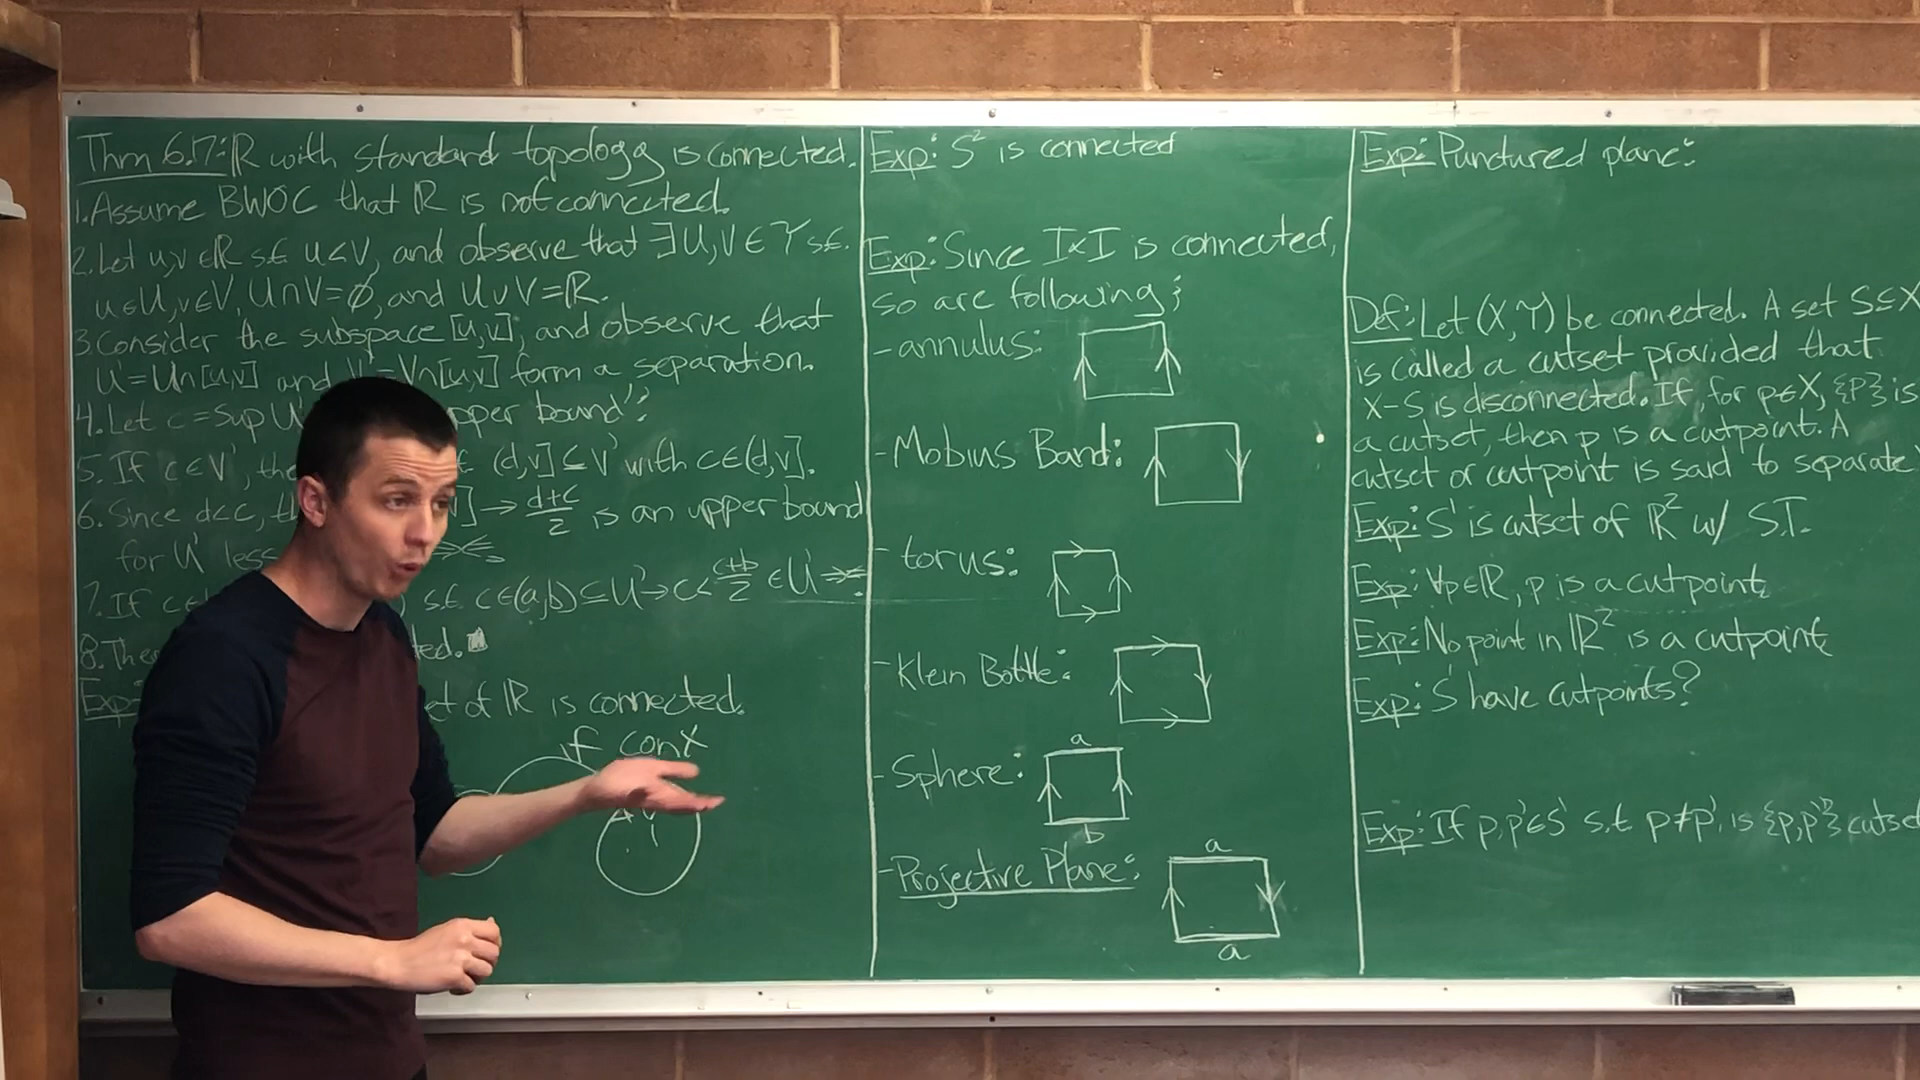 Thm 6.17: ℝ with standard topology is connected.
1. Assume BWOC that ℝ is not connected.
2. Let u,v ∈ ℝ s.t. u<v, and observe that ∃U,V ∈ Υ s.t.
u∈U, v∈V, U∩V=∅, and U∪V=ℝ.
3. Consider the subspace [u,v], and observe that
U'=U∩[u,v] and V'=V∩[u,v] form a separation.
4. Let c = sup U' upper bound":
5. If c∈V', the (d,v]⊆V' with c∈(d,v].
6. Since d<c, → d+c/2 is an upper bound
for U' less
7. If c∈ s.t. c∈(a,b)⊆U'→c<c+b/2∈U'
8. There ted.
Exp: et of ℝ is connected.
f conx
Exp: S² is connected
Exp: Since I×I is connected,
so are following:
- annulus:
- Mobius Band:
- torus:
- Klein Bottle:
a
- Sphere:
b
a
- Projective Plane:
a
Exp: Punctured plane:
Def: Let (X,Υ) be connected. A set S⊆X
is called a cutset provided that
X-S is disconnected. If, for p∈X, {p} is
a cutset, then p is a cutpoint. A
cutset or cutpoint is said to separate
Exp: S' is cutset of ℝ² w/ S.T.
Exp: ∀p∈ℝ, p is a cutpoint
Exp: No point in ℝ² is a cutpoint
Exp: S' have cutpoints?
Exp: If p,p'∈S' s.t. p≠p', is {p,p'} cutse